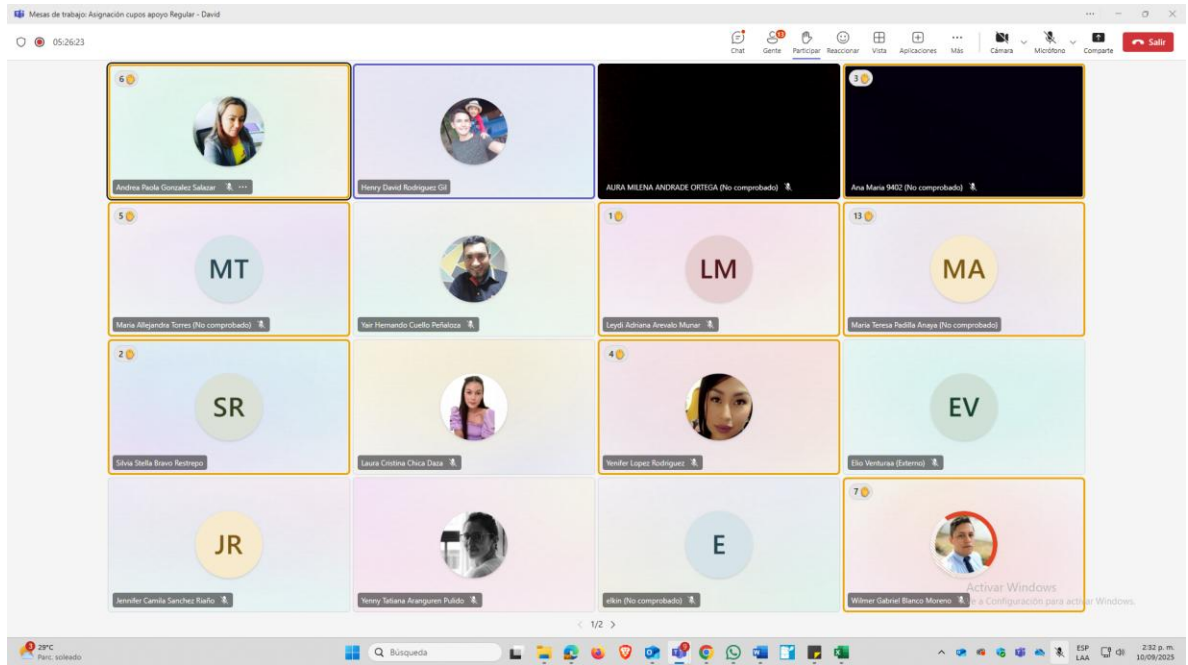 Mesas de trabajo: Asignación cupos apoyo Regular - David
05:26:23
Chat
Gente
13
Participar
Reaccionar
Vista
Aplicaciones
Más
Cámara
Micrófono
Comparte
Salir
6
Andrea Paola Gonzalez Salazar
Henry David Rodriguez Gil
AURA MILENA ANDRADE ORTEGA (No comprobado)
3
Ana Maria 9402 (No comprobado)
5
MT
Maria Allejandra Torres (No comprobado)
Yair Hernando Cuello Peñaloza
1
LM
Leydi Adriana Arevalo Munar
13
MA
Maria Teresa Padilla Anaya (No comprobado)
2
SR
Silvia Stella Bravo Restrepo
Laura Cristina Chica Daza
4
Yenifer Lopez Rodriguez
EV
Elio Venturaa (Externo)
JR
Jennifer Camila Sanchez Riaño
Yenny Tatiana Aranguren Pulido
E
elkin (No comprobado)
7
Wilmer Gabriel Blanco Moreno
Activar Windows
a Configuración para activar Windows.
1/2
3
29°C
Parc. soleado
Búsqueda
ESP
LAA
2:32 p. m.
10/09/2025